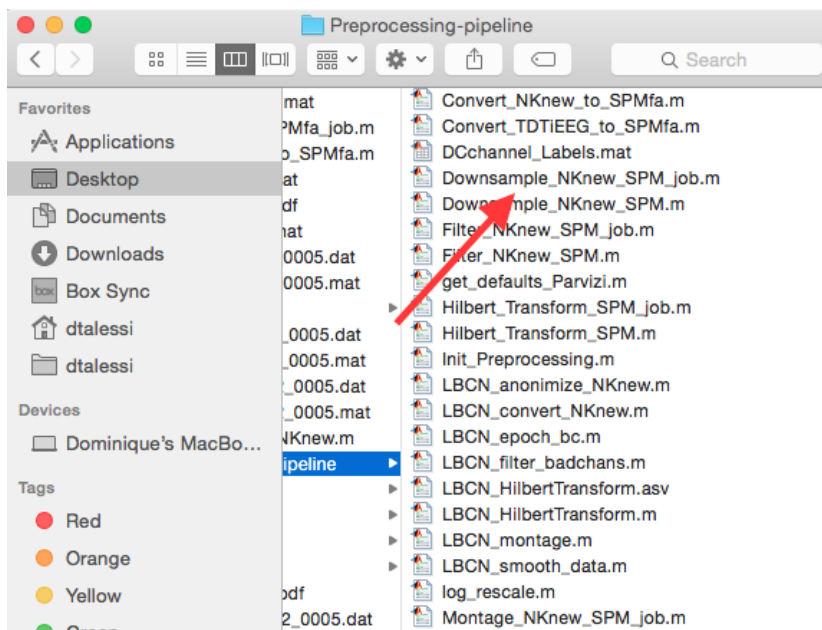 Preprocessing-pipeline
Search
Favorites
Applications
Desktop
Documents
Downloads
box Box Sync
dtalessi
dtalessi
Devices
Dominique's MacBo...
Tags
Red
Orange
Yellow
mat
PMfa_job.m
o_SPMfa.m
at
df
nat
0005.dat
0005.mat
_0005.dat
_0005.mat
_0005.dat
_0005.mat
NKnew.m
ipeline
odf
2_0005.dat
Convert_NKnew_to_SPMfa.m
Convert_TDTiEEG_to_SPMfa.m
DCchannel_Labels.mat
Downsample_NKnew_SPM_job.m
Downsample_NKnew_SPM.m
Filter_NKnew_SPM_job.m
Filter_NKnew_SPM.m
get_defaults_Parvizi.m
Hilbert_Transform_SPM_job.m
Hilbert_Transform_SPM.m
Init_Preprocessing.m
LBCN_anonimize_NKnew.m
LBCN_convert_NKnew.m
LBCN_epoch_bc.m
LBCN_filter_badchans.m
LBCN_HilbertTransform.asv
LBCN_HilbertTransform.m
LBCN_montage.m
LBCN_smooth_data.m
log_rescale.m
Montage_NKnew_SPM_job.m